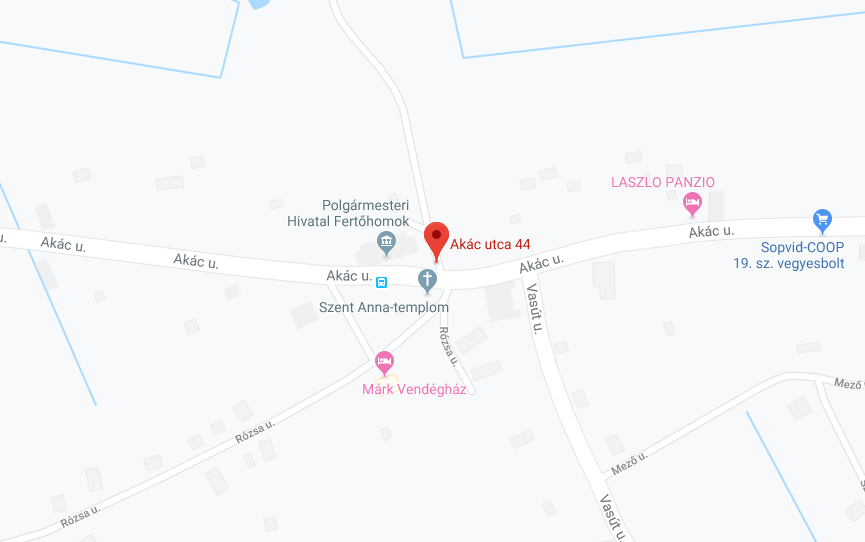 LASZLO PANZIO
Polgármesteri
Hivatal Fertőhomok
Akác utca 44
Akác u.
u.
Akác u.
Akác u.
Akác u.
Akác u.
Sopvid-COOP
19. sz. vegyesbolt
Szent Anna-templom
Vasút u.
Rózsa u.
Márk Vendégház
Mező u.
Rózsa u.
Mező u.
Rózsa u.
Vasút u.